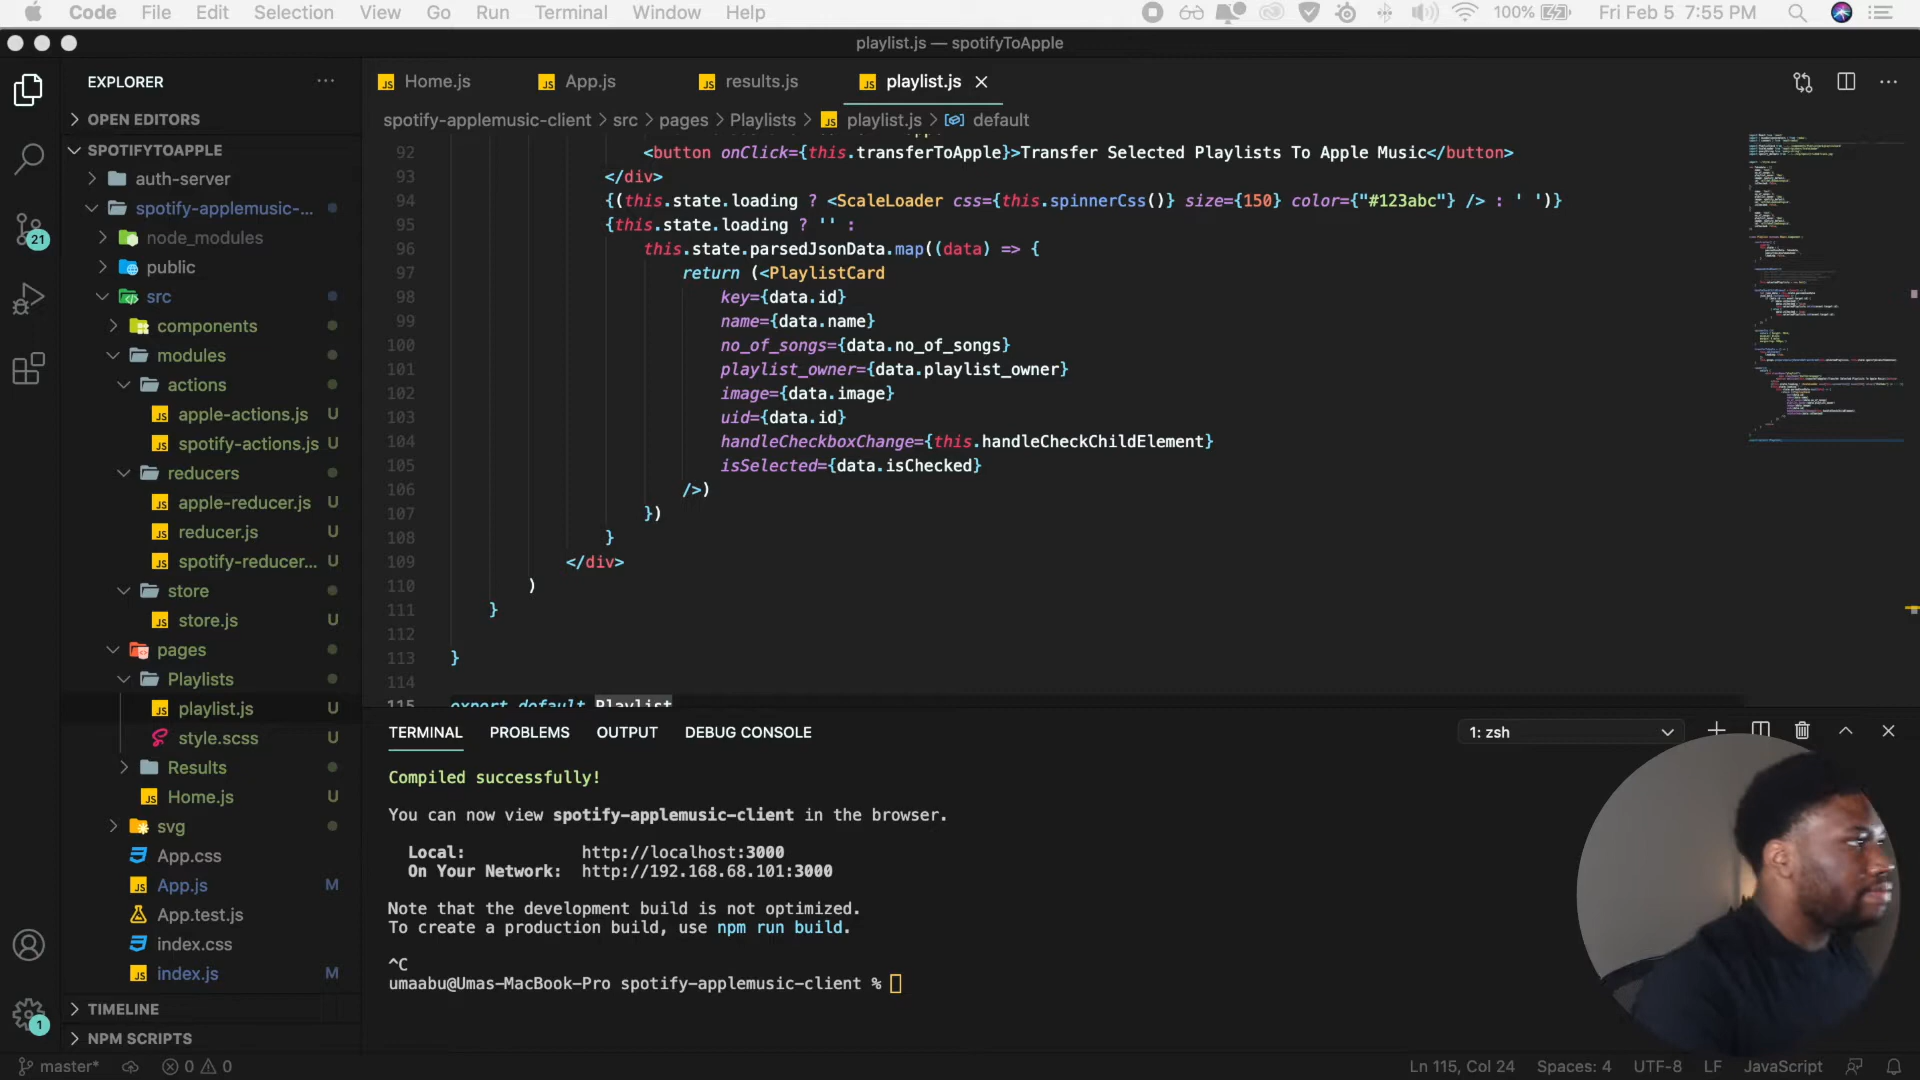 Code File Edit Selection View Go Run Terminal Window Help 100% Fri Feb 5 7:55 PM
playlist.js — spotifyToApple
EXPLORER
Home.js App.js results.js playlist.js
spotify-applemusic-client > src > pages > Playlists > playlist.js > default
OPEN EDITORS
SPOTIFYTOAPPLE
auth-server
spotify-applemusic-...
node_modules
public
src
components
modules
actions
apple-actions.js U
spotify-actions.js U
reducers
apple-reducer.js U
reducer.js U
spotify-reducer... U
store
store.js U
pages
Playlists
playlist.js U
style.scss U
Results
Home.js U
svg
App.css
App.js M
App.test.js
index.css
index.js M
TIMELINE
NPM SCRIPTS
21
1
92 <button onClick={this.transferToApple}>Transfer Selected Playlists To Apple Music</button>
93 </div>
94 {(this.state.loading ? <ScaleLoader css={this.spinnerCss()} size={150} color={"#123abc"} /> : ' ')}
95 {this.state.loading ? '' :
96 this.state.parsedJsonData.map((data) => {
97 return (<PlaylistCard
98 key={data.id}
99 name={data.name}
100 no_of_songs={data.no_of_songs}
101 playlist_owner={data.playlist_owner}
102 image={data.image}
103 uid={data.id}
104 handleCheckboxChange={this.handleCheckChildElement}
105 isSelected={data.isChecked}
106 />)
107 })
108 }
109 </div>
110 )
111 }
112
113 }
114
115 export default Playlist
TERMINAL PROBLEMS OUTPUT DEBUG CONSOLE 1: zsh
Compiled successfully!
You can now view spotify-applemusic-client in the browser.
Local: http://localhost:3000
On Your Network: http://192.168.68.101:3000
Note that the development build is not optimized.
To create a production build, use npm run build.
^C
umaabu@Umas-MacBook-Pro spotify-applemusic-client %
master* 0 0 Ln 115, Col 24 Spaces: 4 UTF-8 LF JavaScript